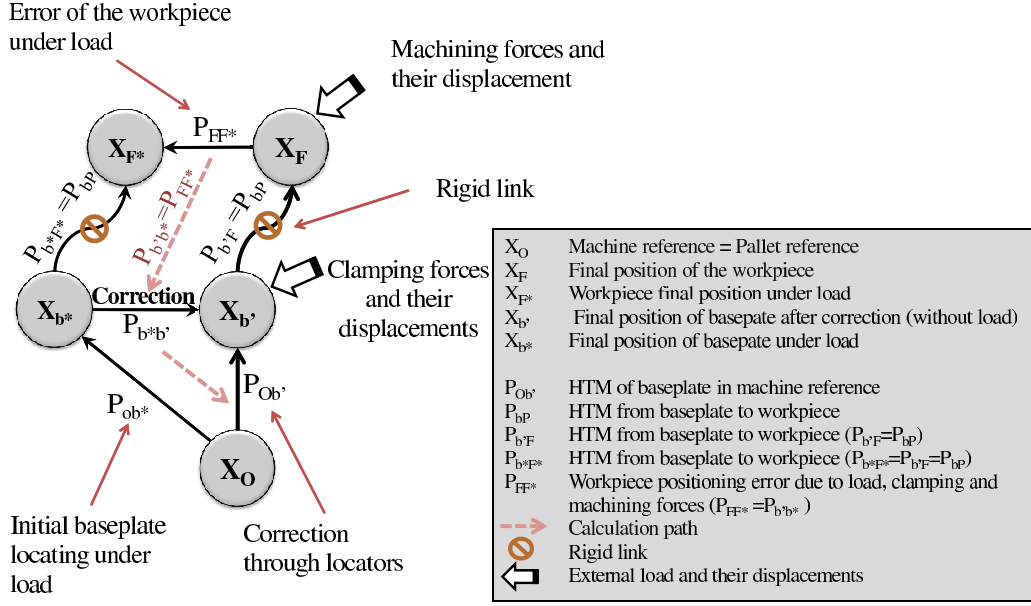 Error of the workpiece
under load
Machining forces and
their displacement
P_FF*
X_F*
X_F
P_b*F* =P_bP
P_b'b*=P_FF*
P_b'F =P_bP
Rigid link
Clamping forces
and their
displacements
Correction
X_b*
X_b'
P_b*b'
P_Ob'
P_ob*
X_O
Initial baseplate
locating under
load
Correction
through locators
X_O Machine reference = Pallet reference
X_F Final position of the workpiece
X_F* Workpiece final position under load
X_b' Final position of basepate after correction (without load)
X_b* Final position of basepate under load
P_Ob' HTM of baseplate in machine reference
P_bP HTM from baseplate to workpiece
P_b'F HTM from baseplate to workpiece (P_b'F=P_bP)
P_b*F* HTM from baseplate to workpiece (P_b*F*=P_b'F=P_bP)
P_FF* Workpiece positioning error due to load, clamping and
machining forces (P_FF* =P_b'b* )
Calculation path
Rigid link
External load and their displacements